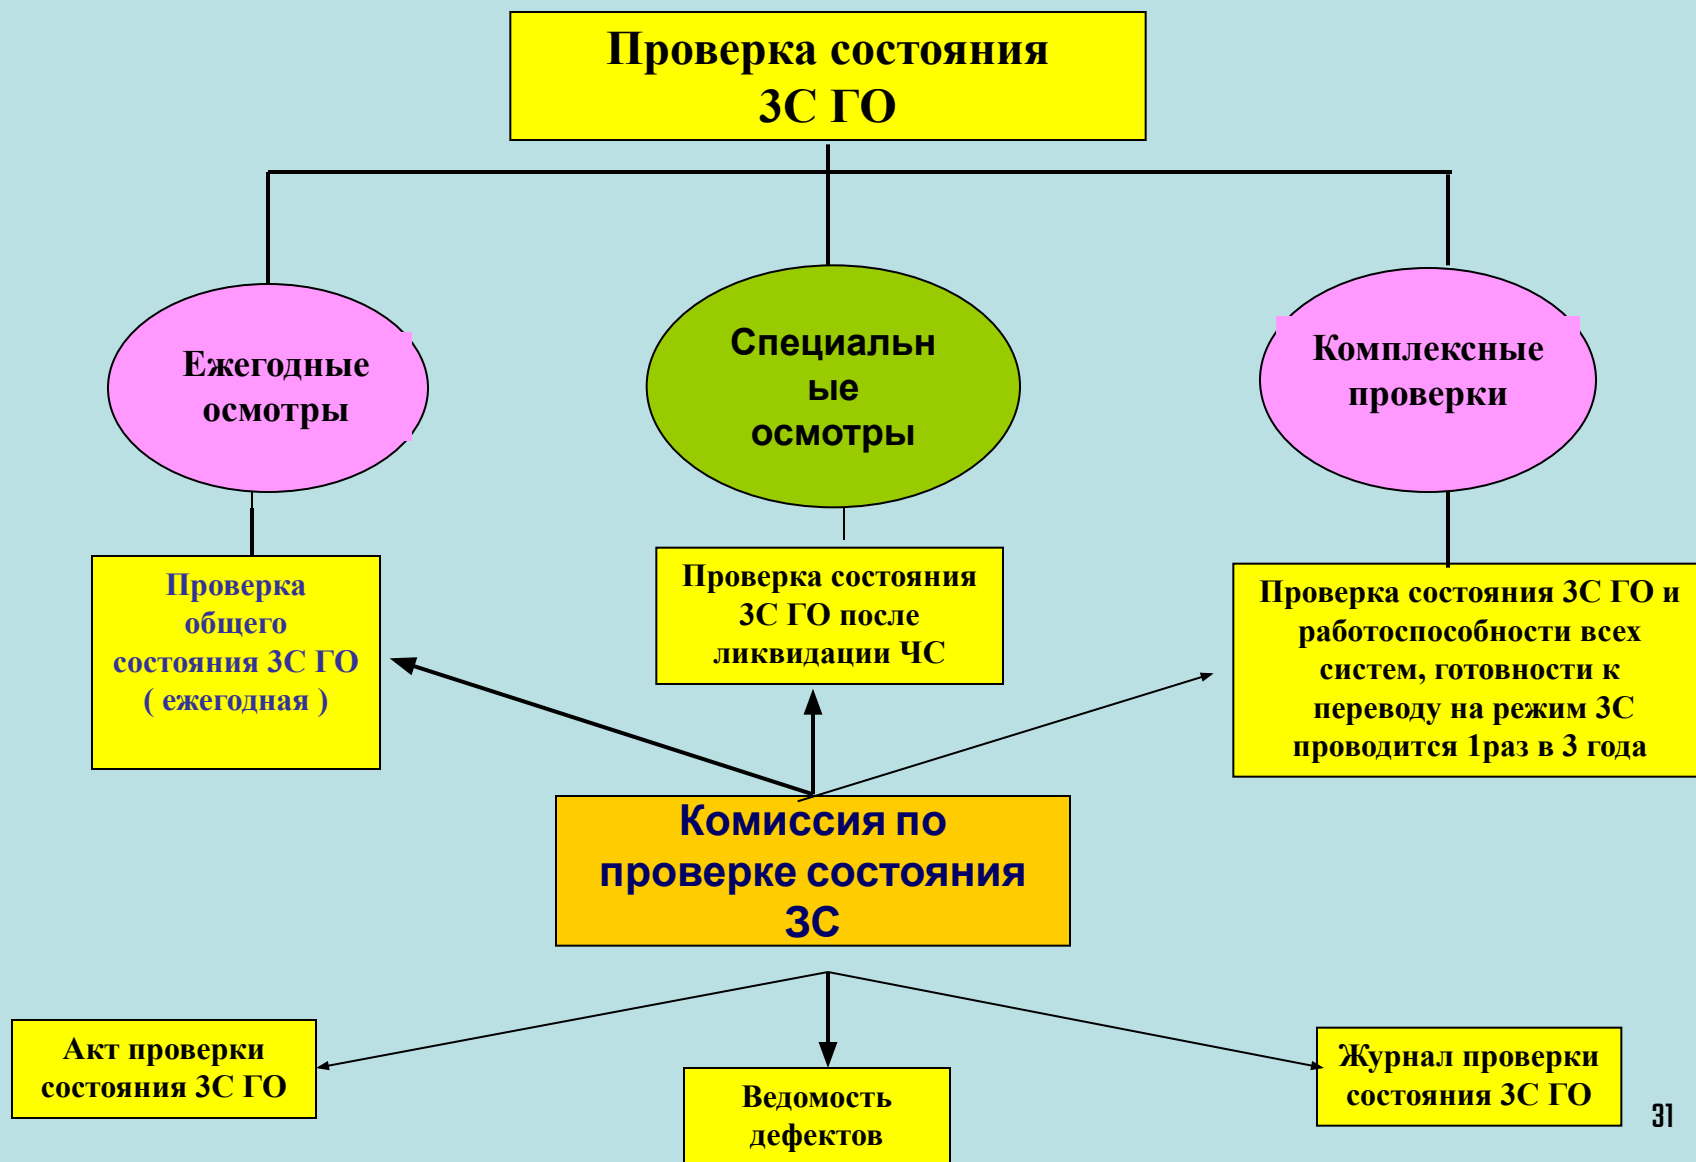 Проверка состояния
ЗС ГО
Ежегодные
осмотры
Специальн
ые
осмотры
Комплексные
проверки
Проверка
общего
состояния ЗС ГО
( ежегодная )
Проверка состояния
ЗС ГО после
ликвидации ЧС
Проверка состояния ЗС ГО и
работоспособности всех
систем, готовности к
переводу на режим ЗС
проводится 1раз в 3 года
Комиссия по
проверке состояния
ЗС
Акт проверки
состояния ЗС ГО
Ведомость
дефектов
Журнал проверки
состояния ЗС ГО
31